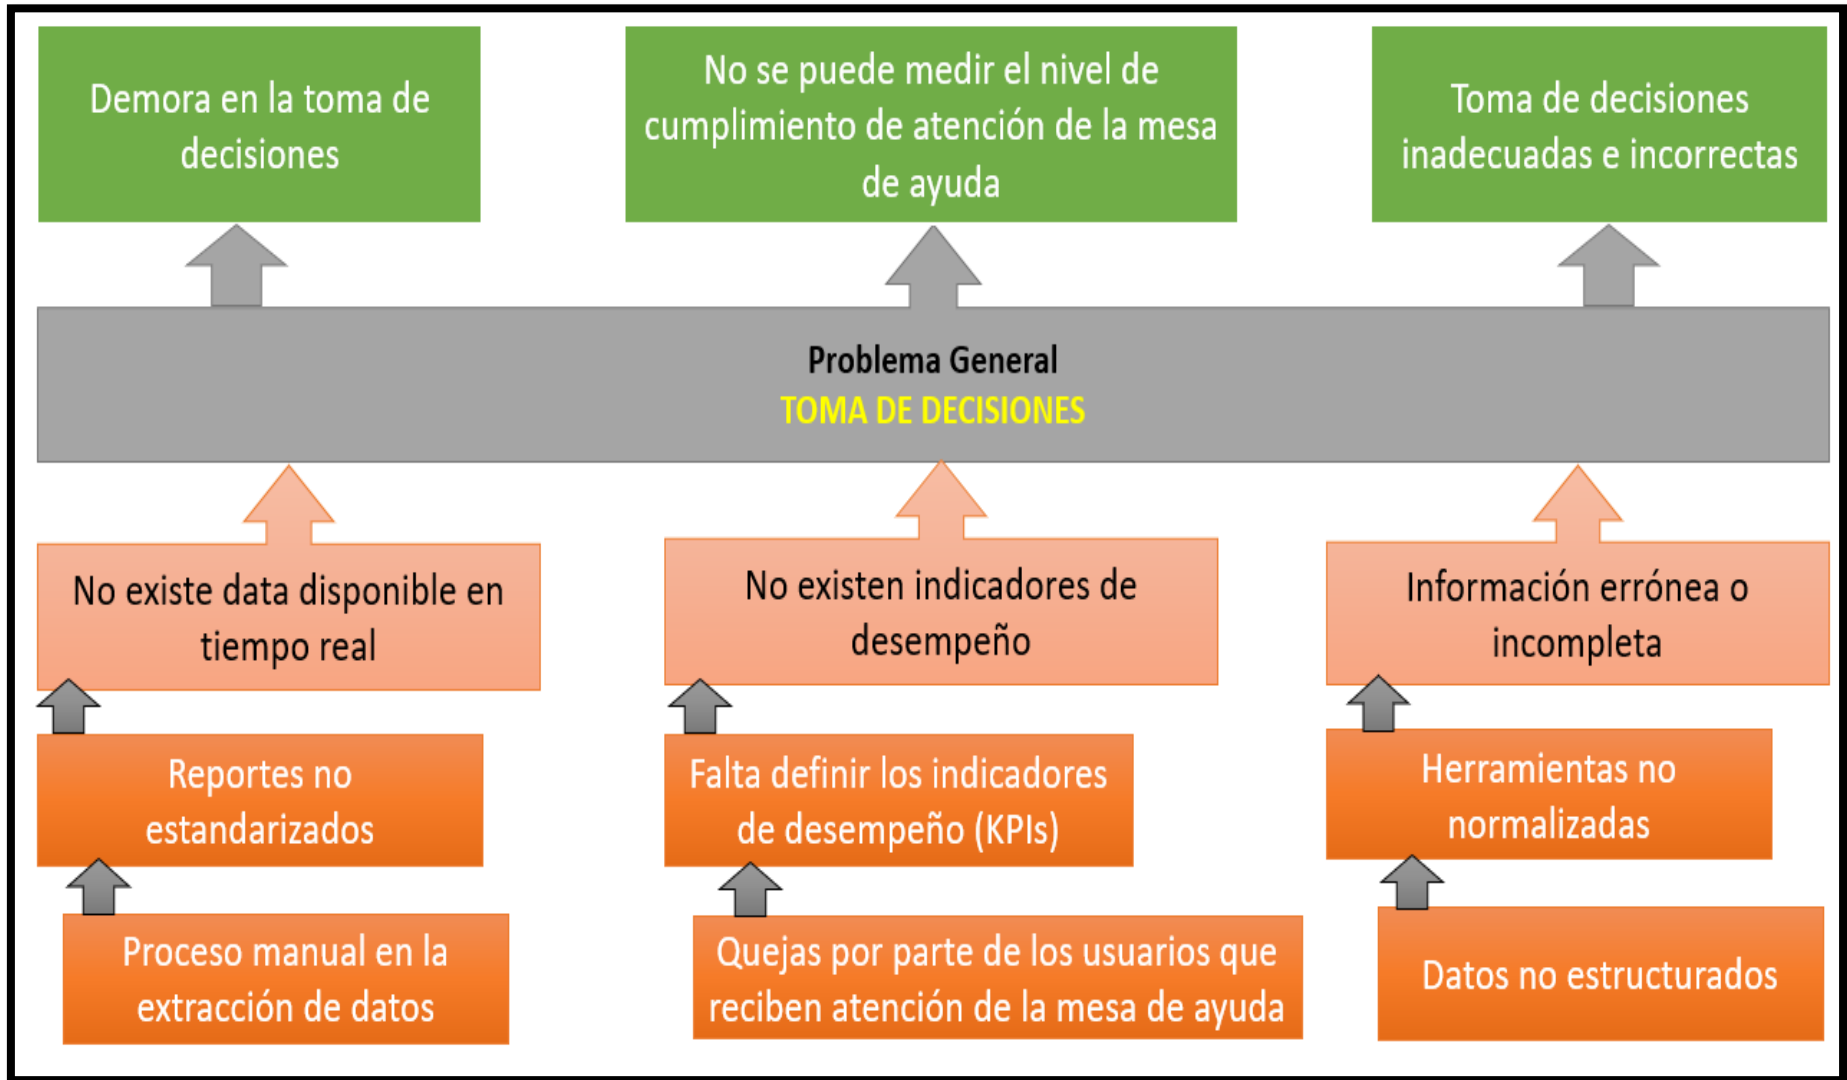 Demora en la toma de
decisiones
No se puede medir el nivel de
cumplimiento de atención de la mesa
de ayuda
Toma de decisiones
inadecuadas e incorrectas
Problema General
TOMA DE DECISIONES
No existe data disponible en
tiempo real
No existen indicadores de
desempeño
Información errónea o
incompleta
Reportes no
estandarizados
Falta definir los indicadores
de desempeño (KPIs)
Herramientas no
normalizadas
Proceso manual en la
extracción de datos
Quejas por parte de los usuarios que
reciben atención de la mesa de ayuda
Datos no estructurados